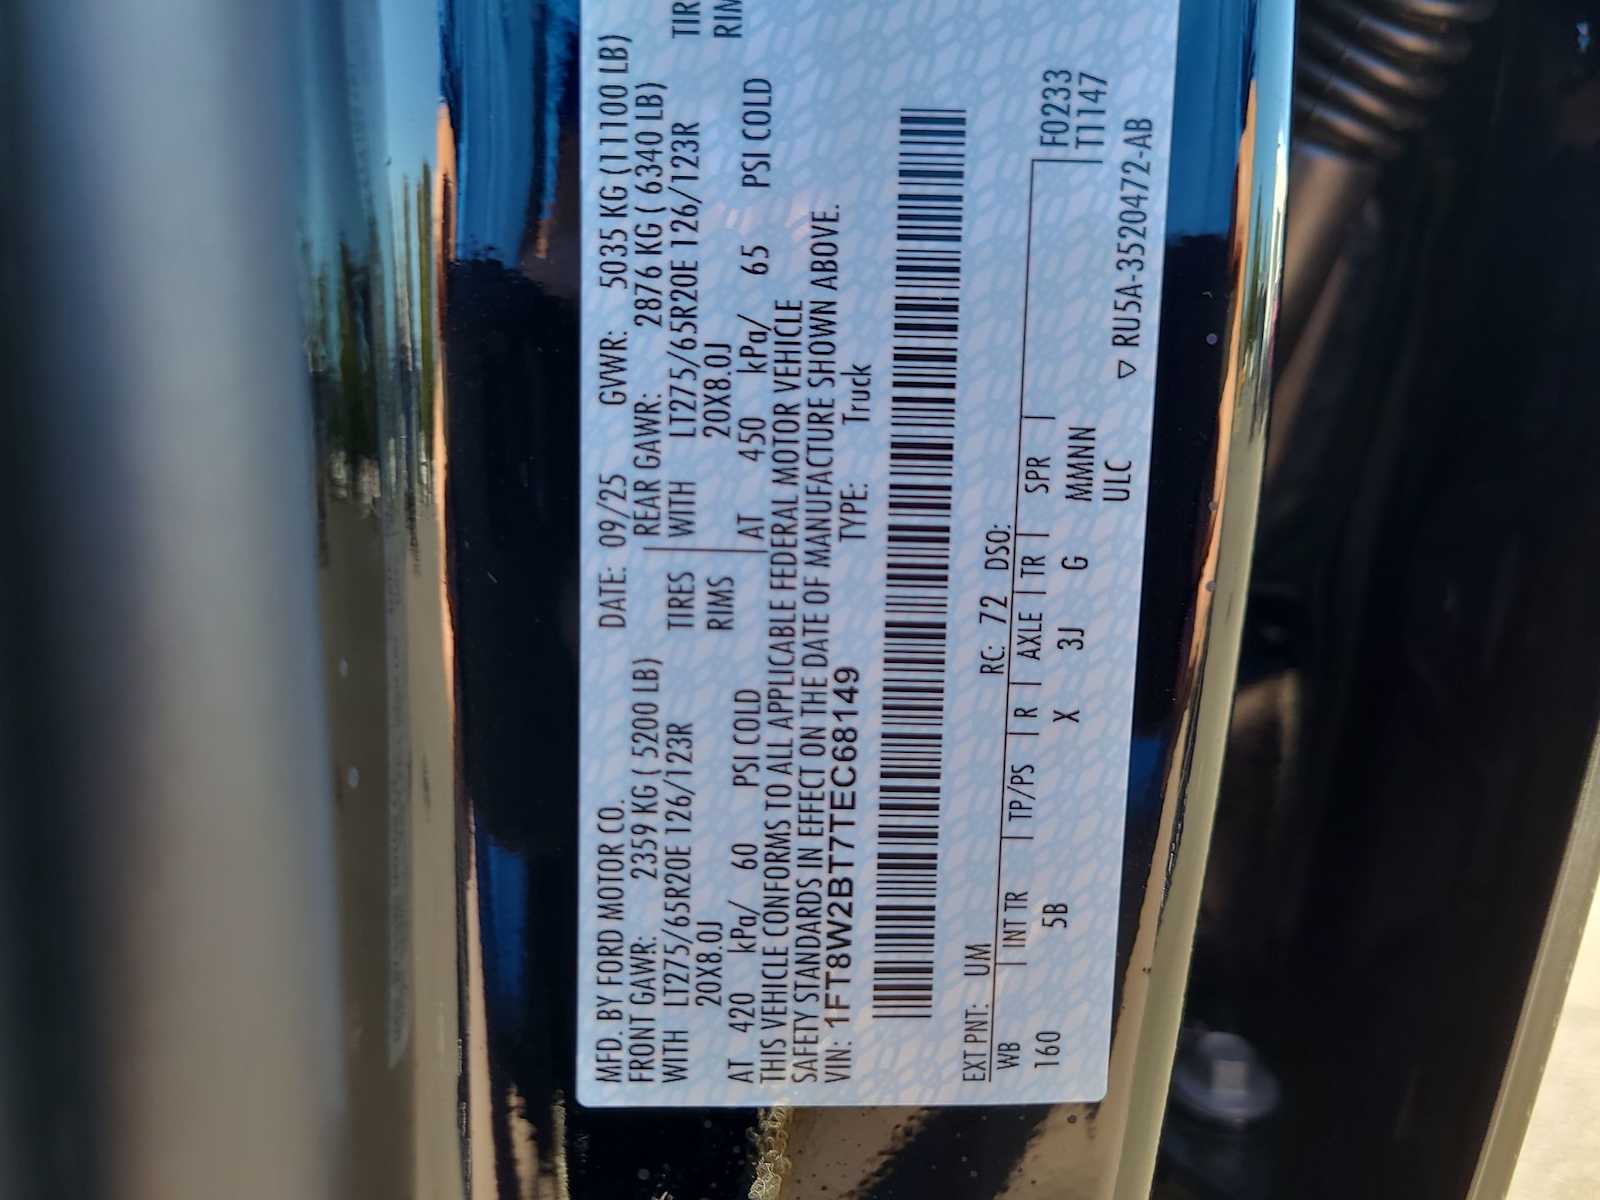 MFD. BY FORD MOTOR CO. DATE: 09/25 GVWR: 5035 KG (11100 LB)
FRONT GAWR: 2359 KG ( 5200 LB) REAR GAWR: 2876 KG ( 6340 LB)
WITH LT275/65R20E 126/123R TIRES WITH LT275/65R20E 126/123R TIR
20X8.0J RIMS 20X8.0J RIM
AT 420 kPa/ 60 PSI COLD AT 450 kPa/ 65 PSI COLD
THIS VEHICLE CONFORMS TO ALL APPLICABLE FEDERAL MOTOR VEHICLE
SAFETY STANDARDS IN EFFECT ON THE DATE OF MANUFACTURE SHOWN ABOVE.
VIN: 1FT8W2BT7TEC68149 TYPE: Truck
EXT PNT: UM RC: 72 DSO:
WB | INT TR | TP/PS | R | AXLE | TR | SPR | F0233
T1147
160 5B X 3J G MMNN
ULC
▽ RU5A-3520472-AB